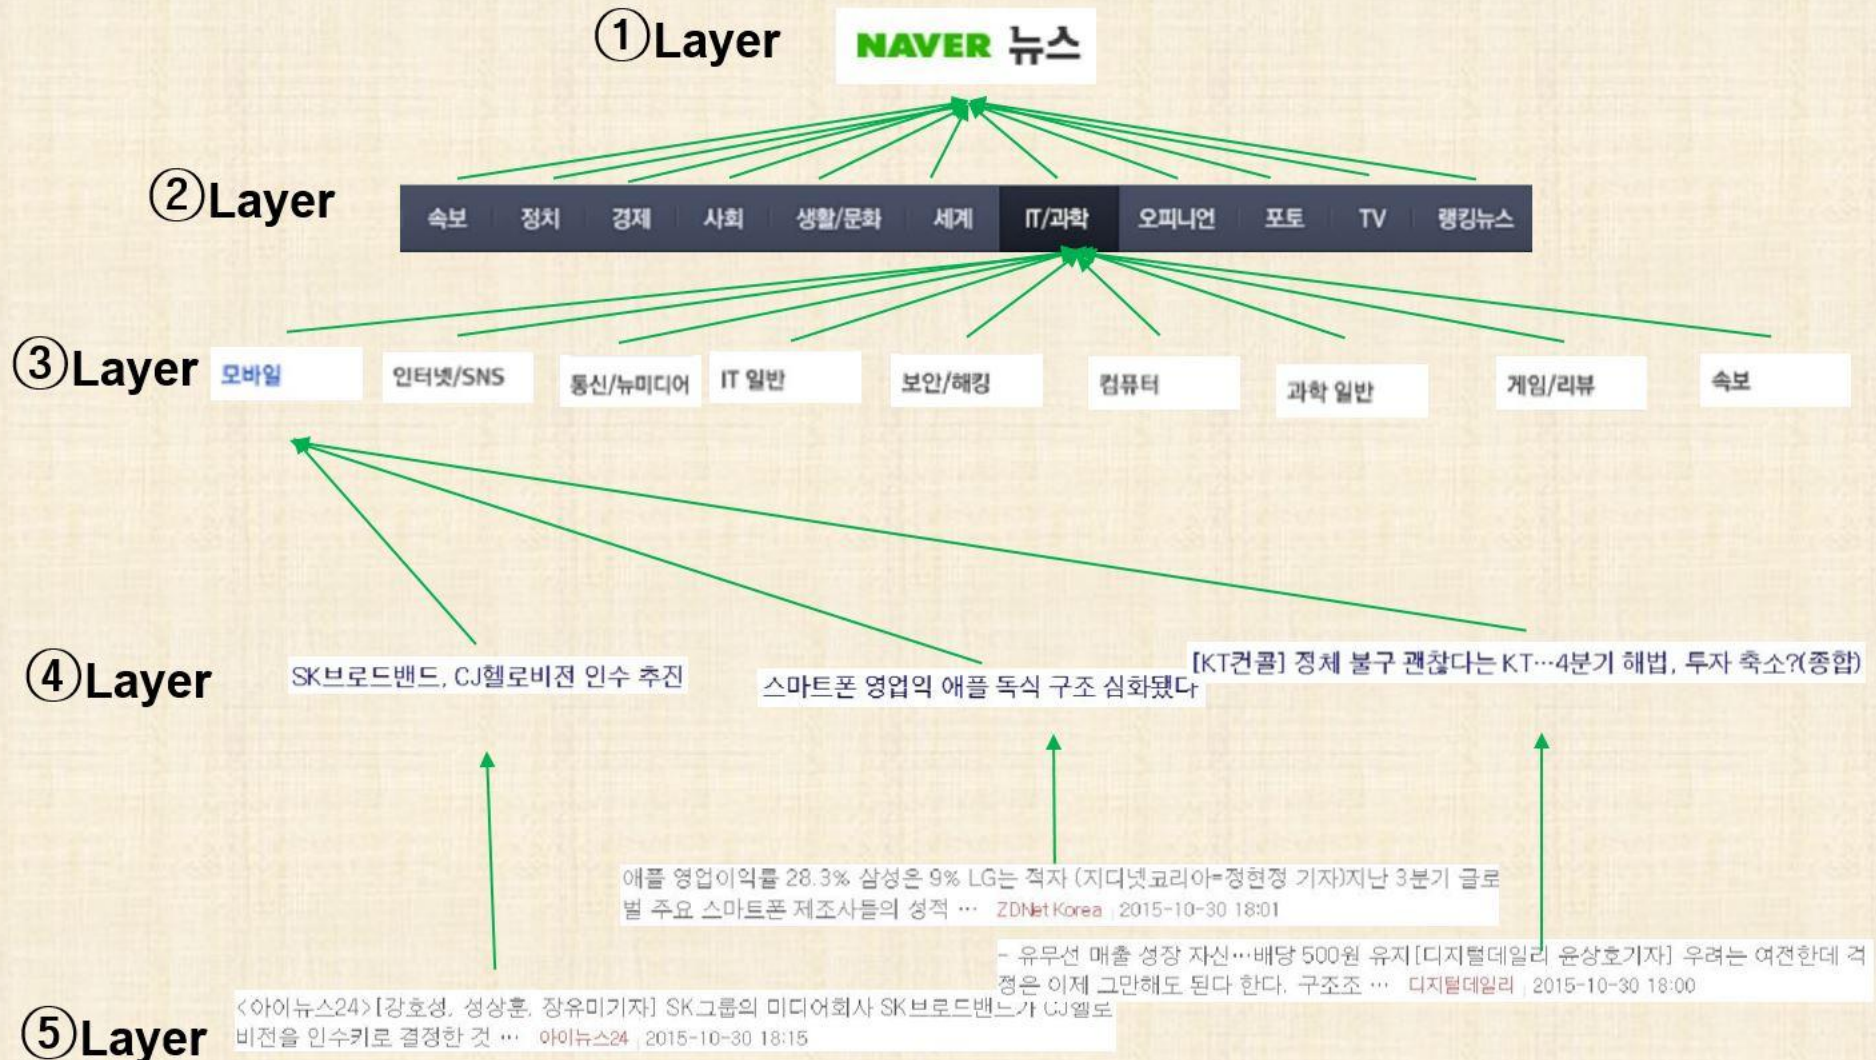 ①Layer
NAVER 뉴스
②Layer
속보 정치 경제 사회 생활/문화 세계 IT/과학 오피니언 포토 TV 랭킹뉴스
③Layer
모바일 인터넷/SNS 통신/뉴미디어 IT 일반 보안/해킹 컴퓨터 과학 일반 게임/리뷰 속보
④Layer
SK브로드밴드, CJ헬로비전 인수 추진
스마트폰 영업익 애플 독식 구조 심화됐다
[KT컨콜] 정체 불구 괜찮다는 KT…4분기 해법, 투자 축소?(종합)
애플 영업이익률 28.3% 삼성은 9% LG는 적자 (지디넷코리아=정현정 기자)지난 3분기 글로
벌 주요 스마트폰 제조사들의 성적 … ZDNet Korea 2015-10-30 18:01
- 유무선 매출 성장 자신…배당 500원 유지[디지털데일리 윤상호기자] 우려는 여전한데 걱
정은 이제 그만해도 된다 한다. 구조조 … 디지털데일리 2015-10-30 18:00
⑤Layer
<아이뉴스24>[강호성, 성상훈, 장유미기자] SK그룹의 미디어회사 SK브로드밴드가 CJ헬로
비전을 인수키로 결정한 것 … 아이뉴스24 2015-10-30 18:15